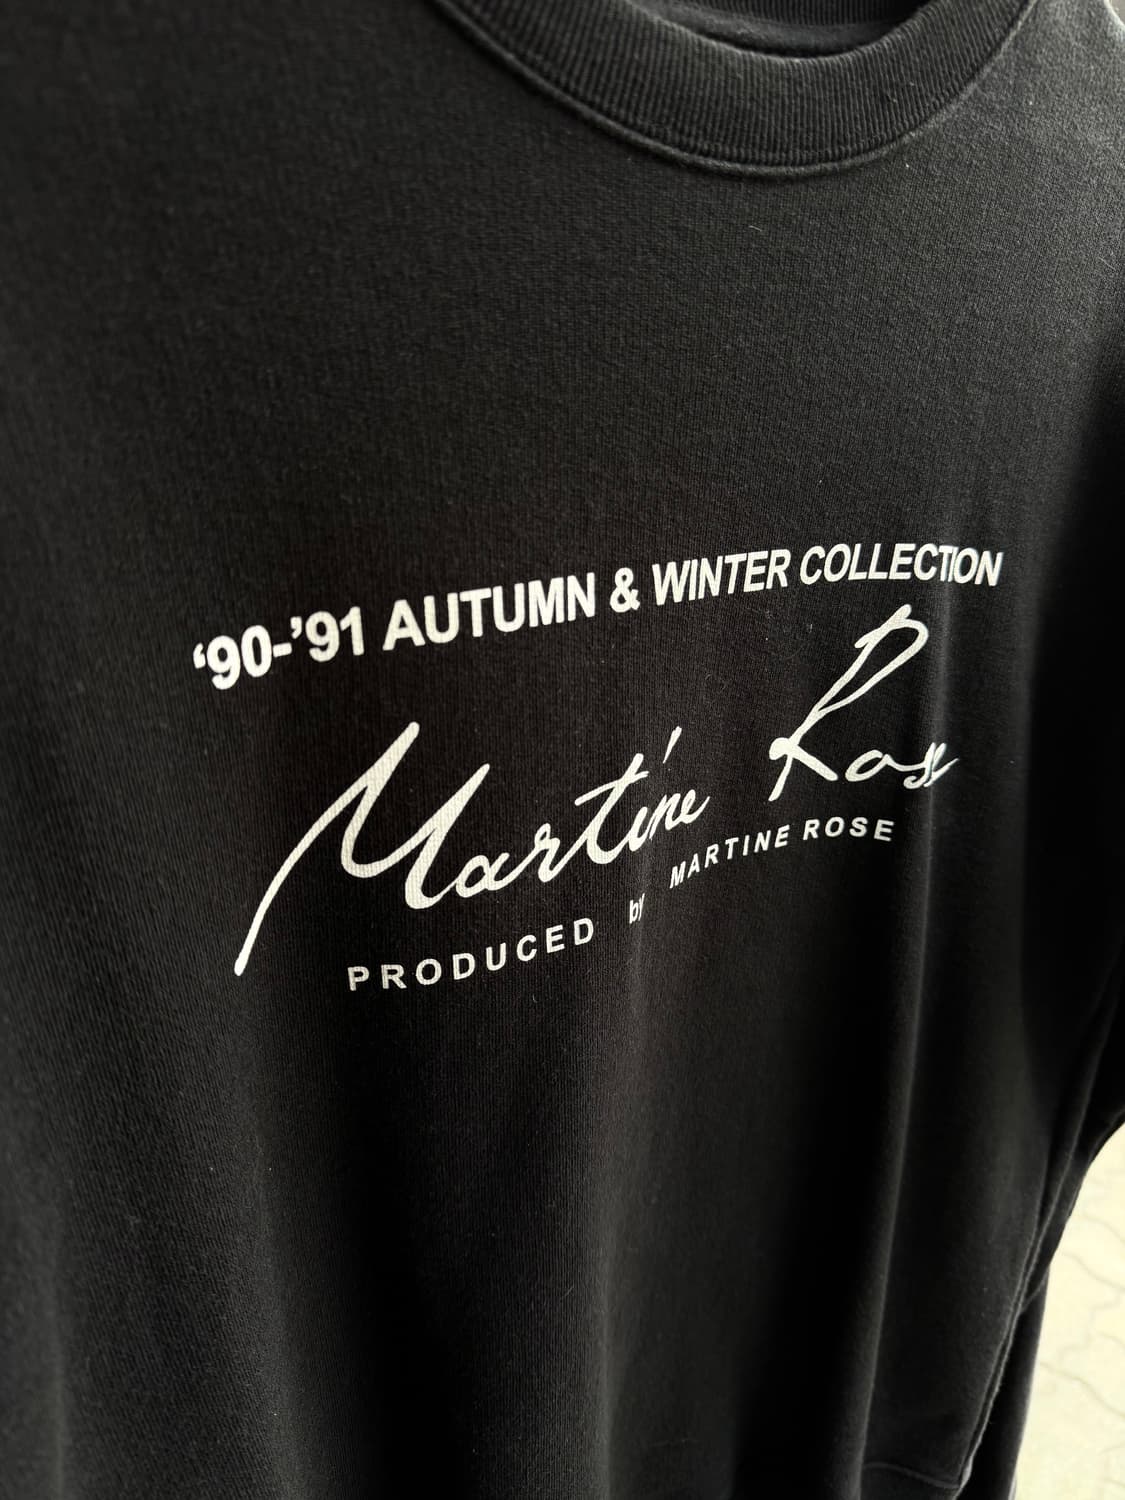 ‘90-’91 AUTUMN & WINTER COLLECTION
Martine Rose
PRODUCED by MARTINE ROSE